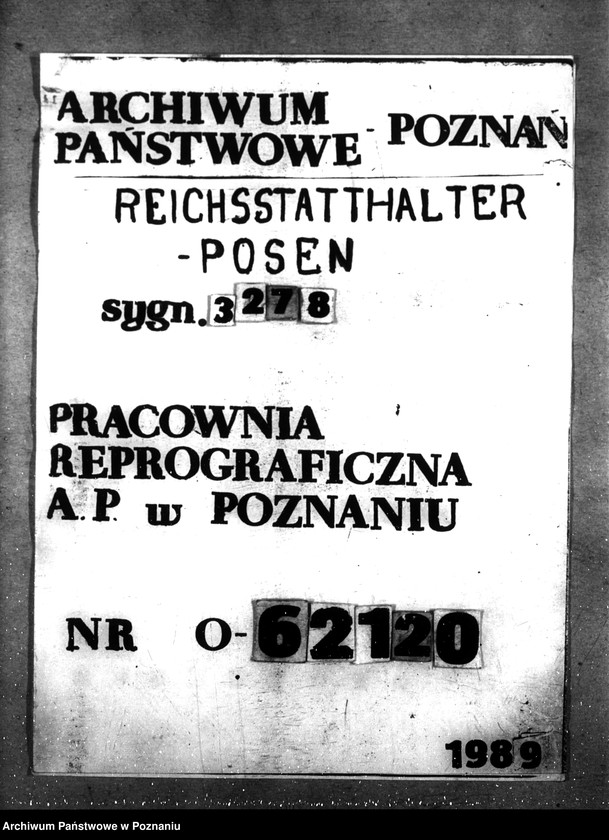 ARCHIWUM
PAŃSTWOWE - POZNAŃ
REICHSSTATTHALTER
-POSEN
sygn. 3278
PRACOWNIA
REPROGRAFICZNA
A.P. w POZNANIU
NR O-62120
1989
Archiwum Państwowe w Poznaniu